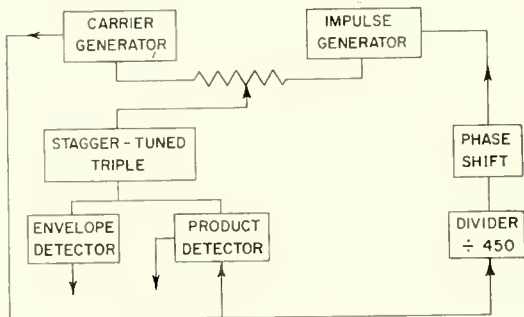 CARRIER
GENERATOR
IMPULSE
GENERATOR
STAGGER-TUNED
TRIPLE
PHASE
SHIFT
ENVELOPE
DETECTOR
PRODUCT
DETECTOR
DIVIDER
÷ 450